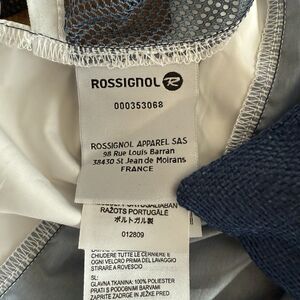 ROSSIGNOL R
000353068
ROSSIGNOL APPAREL SAS
98 Rue Louis Barran
38430 St Jean de Moirans
FRANCE
RAZOTS PORTUGALĒ
ポルトガル製
012809
CHIUDERE TUTTE LE CERNIERE E
OGNI VELCRO PRIMA DEL LAVAGGIO
STIRARE A ROVESCIO
SL:
GLAVNA TKANINA: 100% POLIESTER
PRATI S PODOBNIMI BARVAMI
ZAPRITE ZADRGE IN JEŽKE PRED